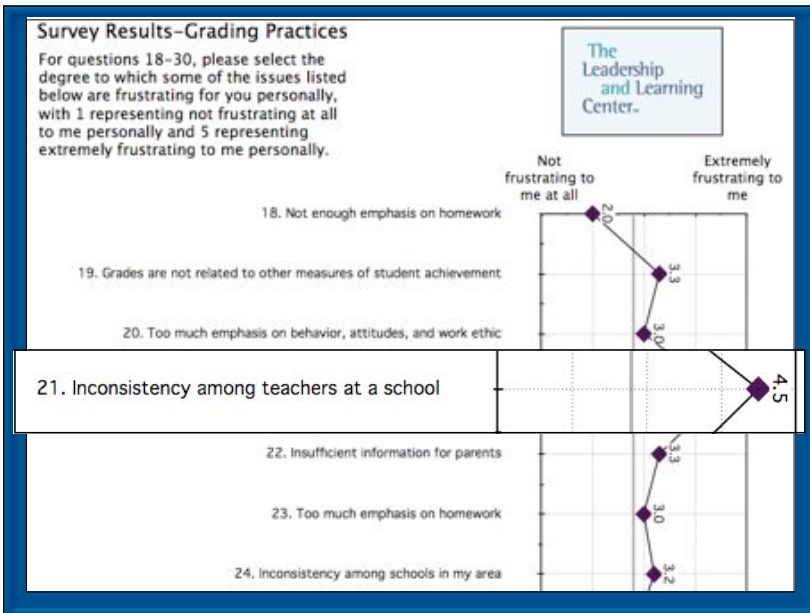 Survey Results-Grading Practices
For questions 18-30, please select the
degree to which some of the issues listed
below are frustrating for you personally,
with 1 representing not frustrating at all
to me personally and 5 representing
extremely frustrating to me personally.
The
Leadership
and Learning
Center™
Not
frustrating to
me at all
Extremely
frustrating to
me
18. Not enough emphasis on homework
2.0
19. Grades are not related to other measures of student achievement
3.3
20. Too much emphasis on behavior, attitudes, and work ethic
3.0
21. Inconsistency among teachers at a school
4.5
22. Insufficient information for parents
3.3
23. Too much emphasis on homework
3.0
24. Inconsistency among schools in my area
3.2